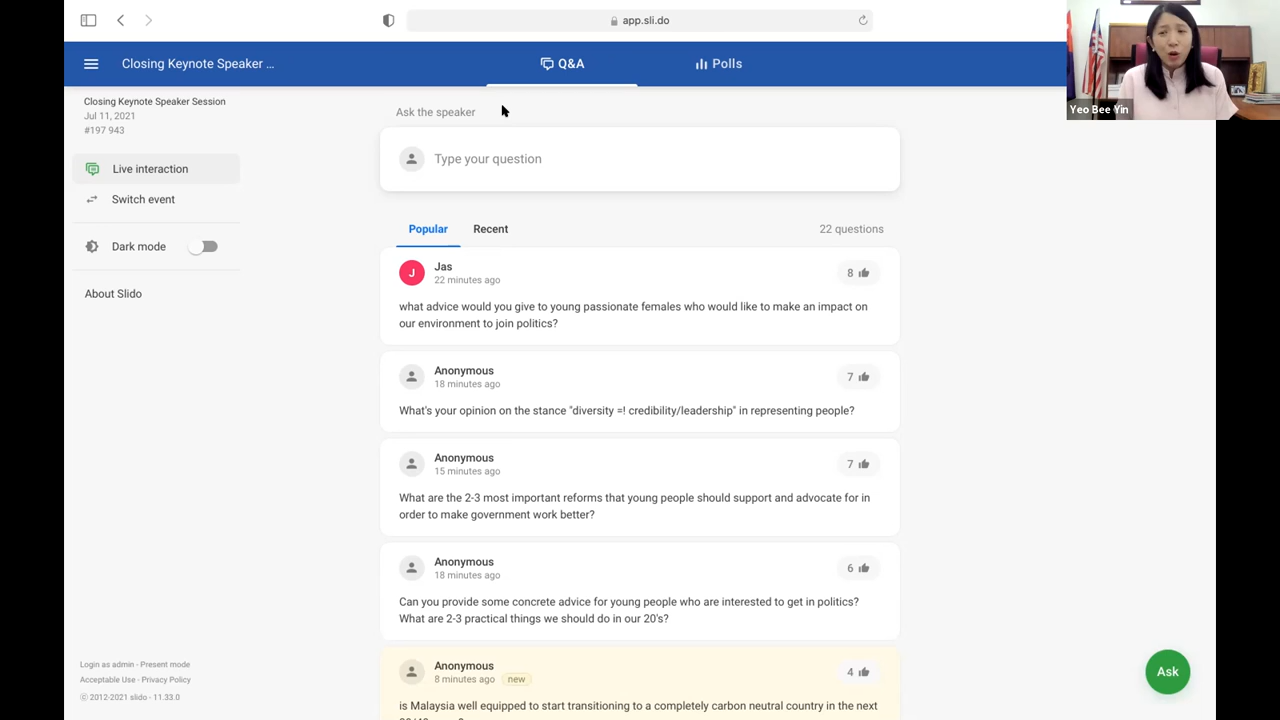 app.sli.do
Closing Keynote Speaker ...
Q&A
Polls
Yeo Bee Yin
Closing Keynote Speaker Session
Jul 11, 2021
#197 943
Live interaction
Switch event
Dark mode
About Slido
Ask the speaker
Type your question
Popular
Recent
22 questions
J
Jas
22 minutes ago
8
what advice would you give to young passionate females who would like to make an impact on
our environment to join politics?
Anonymous
18 minutes ago
7
What's your opinion on the stance "diversity =! credibility/leadership" in representing people?
Anonymous
15 minutes ago
7
What are the 2-3 most important reforms that young people should support and advocate for in
order to make government work better?
Anonymous
18 minutes ago
6
Can you provide some concrete advice for young people who are interested to get in politics?
What are 2-3 practical things we should do in our 20's?
Anonymous
8 minutes ago new
4
is Malaysia well equipped to start transitioning to a completely carbon neutral country in the next
Login as admin - Present mode
Acceptable Use - Privacy Policy
© 2012-2021 slido - 11.33.0
Ask